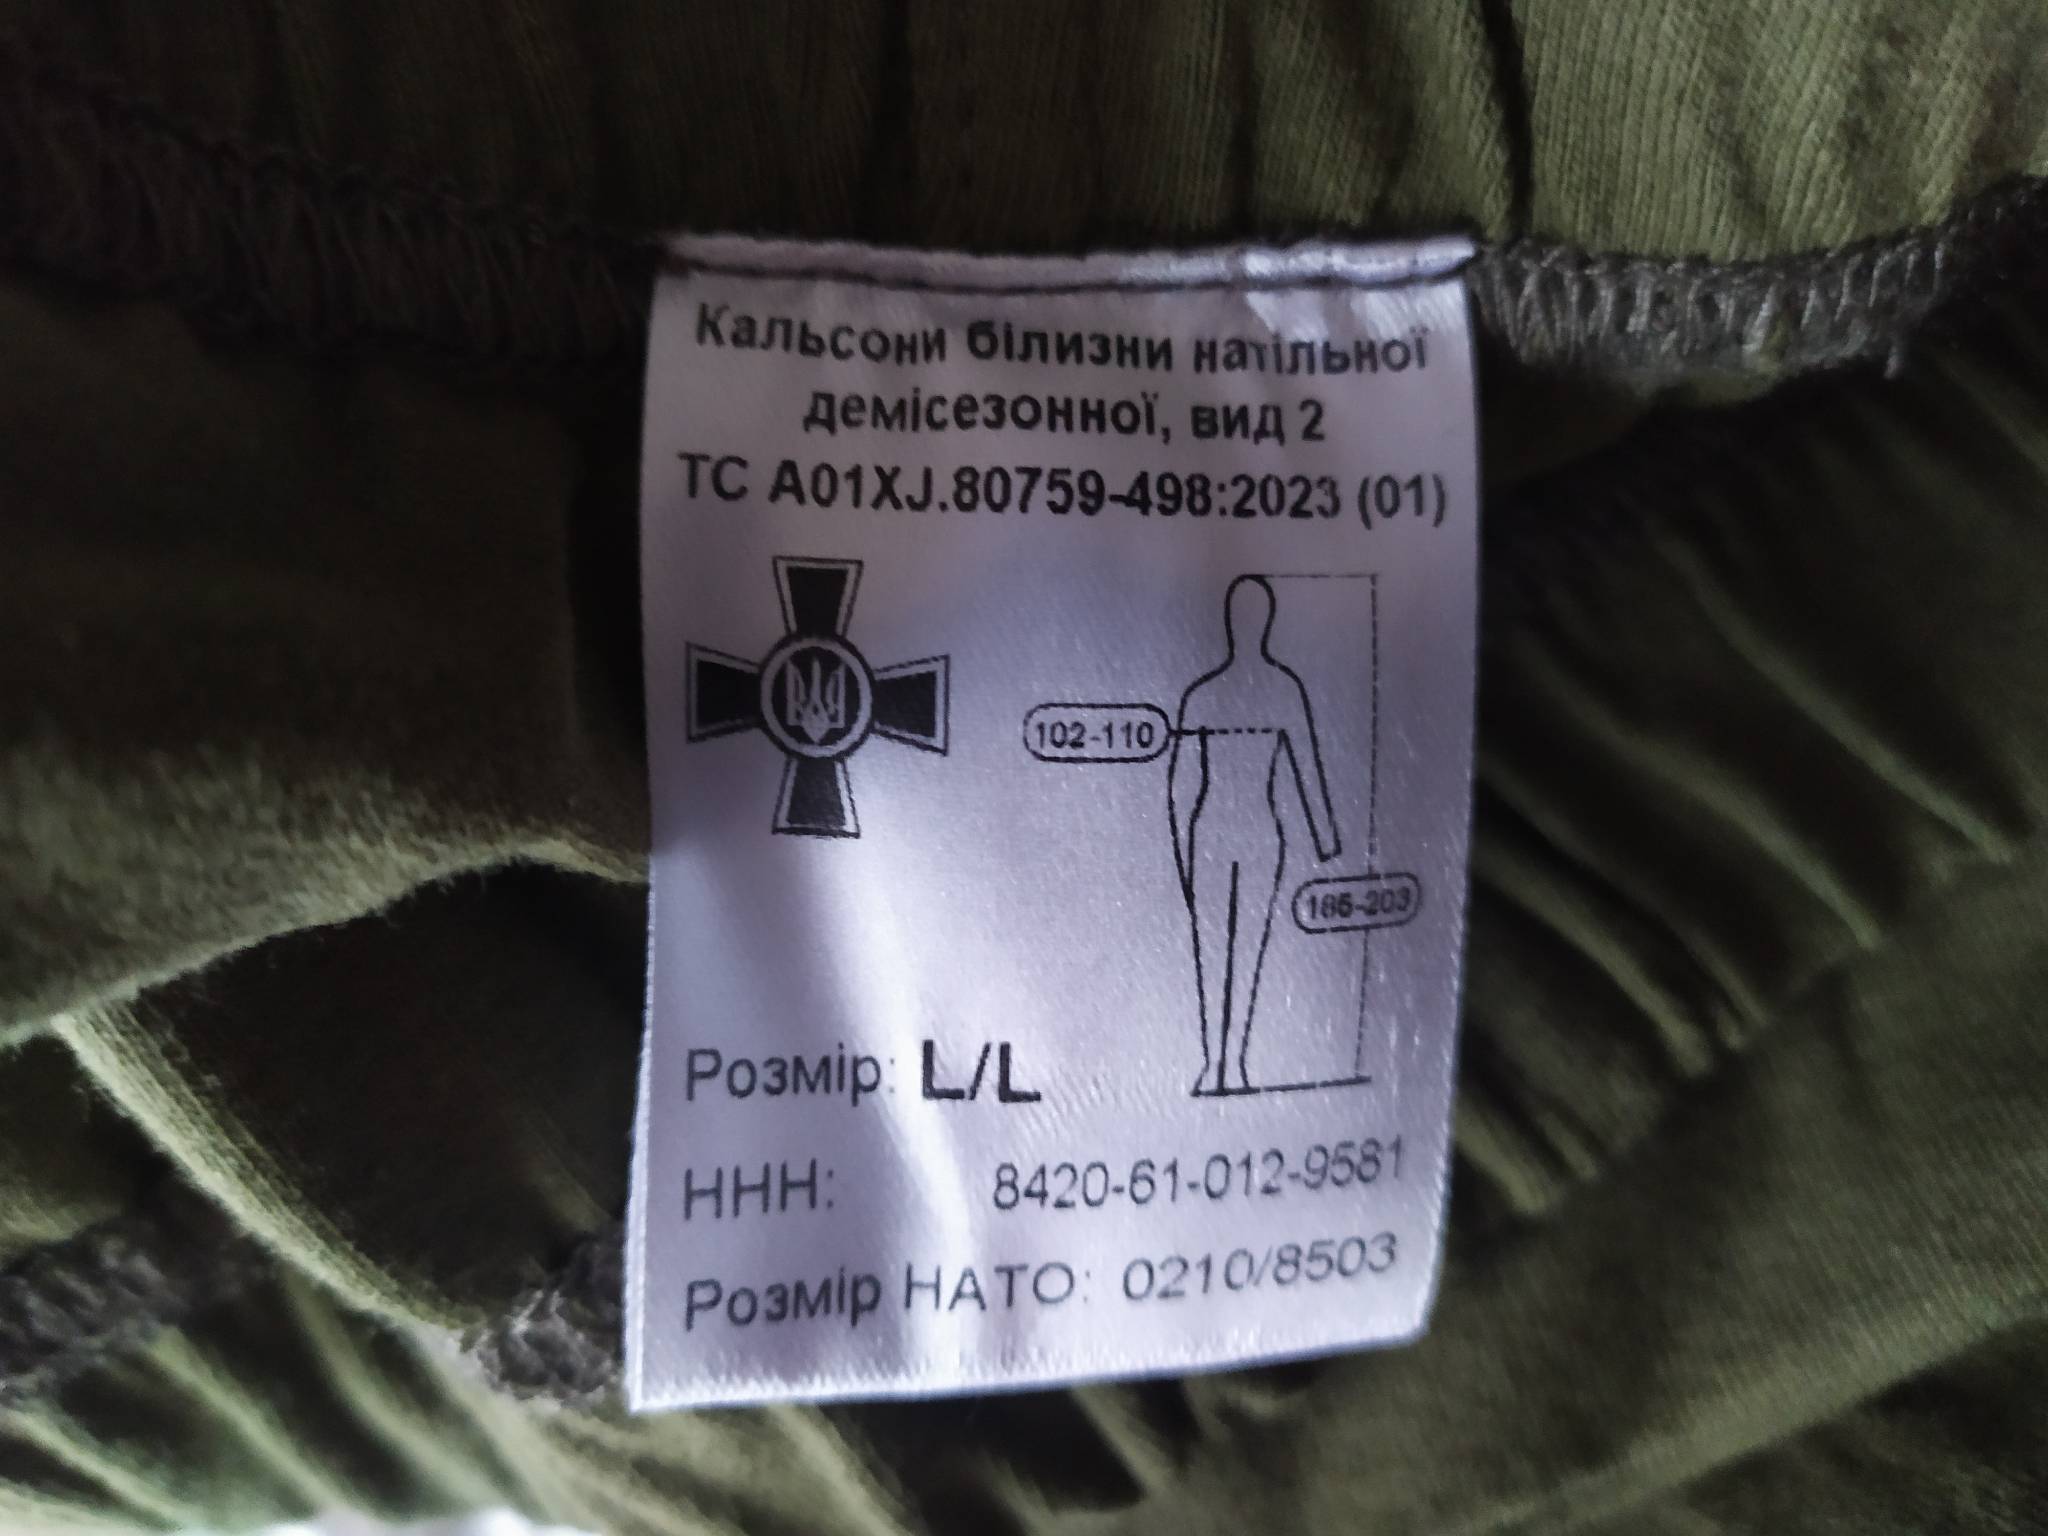 Кальсони білизни натільної
демісезонної, вид 2
ТС А01XJ.80759-498:2023 (01)
102-110
185-203
Розмір: L/L
ННН: 8420-61-012-9581
Розмір НАТО: 0210/8503